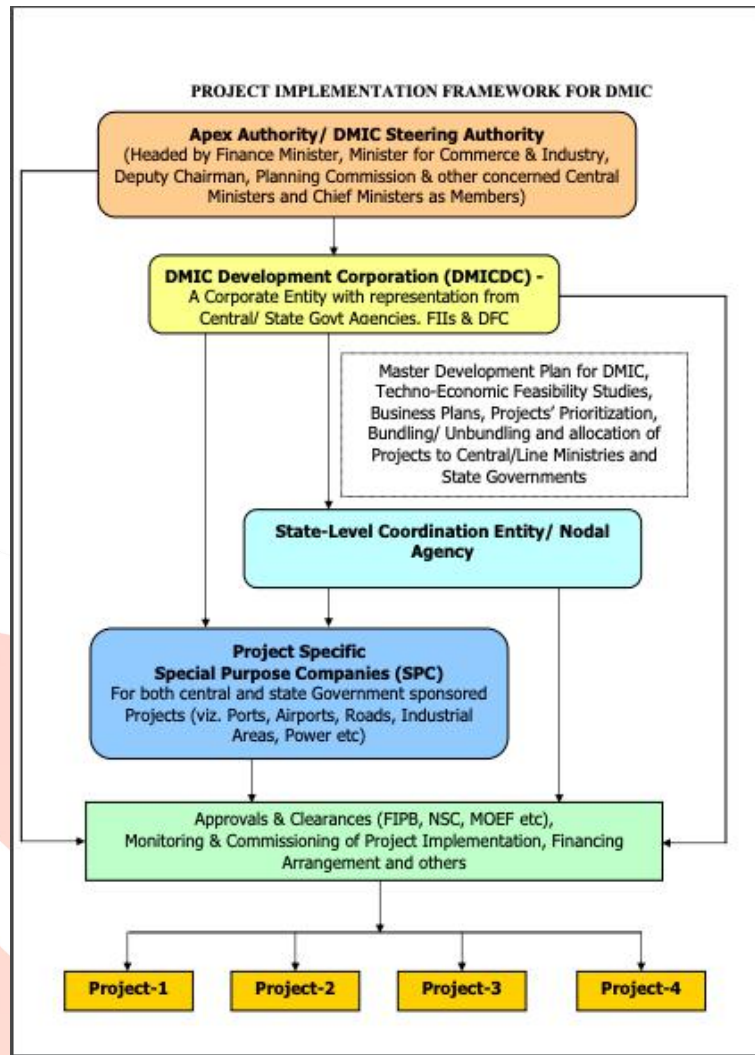 PROJECT IMPLEMENTATION FRAMEWORK FOR DMIC
Apex Authority/ DMIC Steering Authority
(Headed by Finance Minister, Minister for Commerce & Industry,
Deputy Chairman, Planning Commission & other concerned Central
Ministers and Chief Ministers as Members)
DMIC Development Corporation (DMICDC) -
A Corporate Entity with representation from
Central/ State Govt Agencies. FIIs & DFC
Master Development Plan for DMIC,
Techno-Economic Feasibility Studies,
Business Plans, Projects' Prioritization,
Bundling/ Unbundling and allocation of
Projects to Central/Line Ministries and
State Governments
State-Level Coordination Entity/ Nodal
Agency
Project Specific
Special Purpose Companies (SPC)
For both central and state Government sponsored
Projects (viz. Ports, Airports, Roads, Industrial
Areas, Power etc)
Approvals & Clearances (FIPB, NSC, MOEF etc),
Monitoring & Commissioning of Project Implementation, Financing
Arrangement and others
Project-1
Project-2
Project-3
Project-4